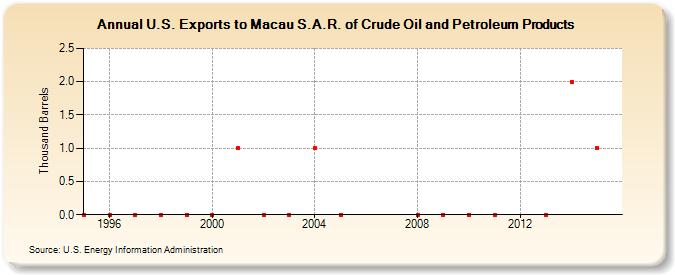 Annual U.S. Exports to Macau S.A.R. of Crude Oil and Petroleum Products
Thousand Barrels
2.5
2.0
1.5
1.0
0.5
0.0
1996 2000 2004 2008 2012
Source: U.S. Energy Information Administration